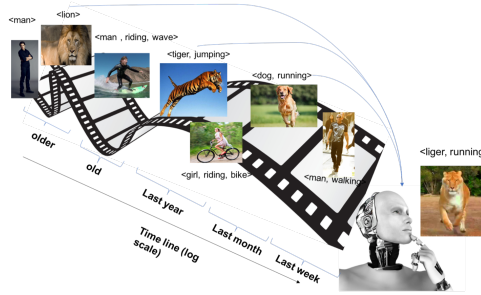 <man>
<lion>
<man , riding, wave>
<tiger, jumping>
<dog, running>
<girl, riding, bike>
<man, walking>
<liger, running
older
old
Last year
Last month
Last week
Time line (log
scale)